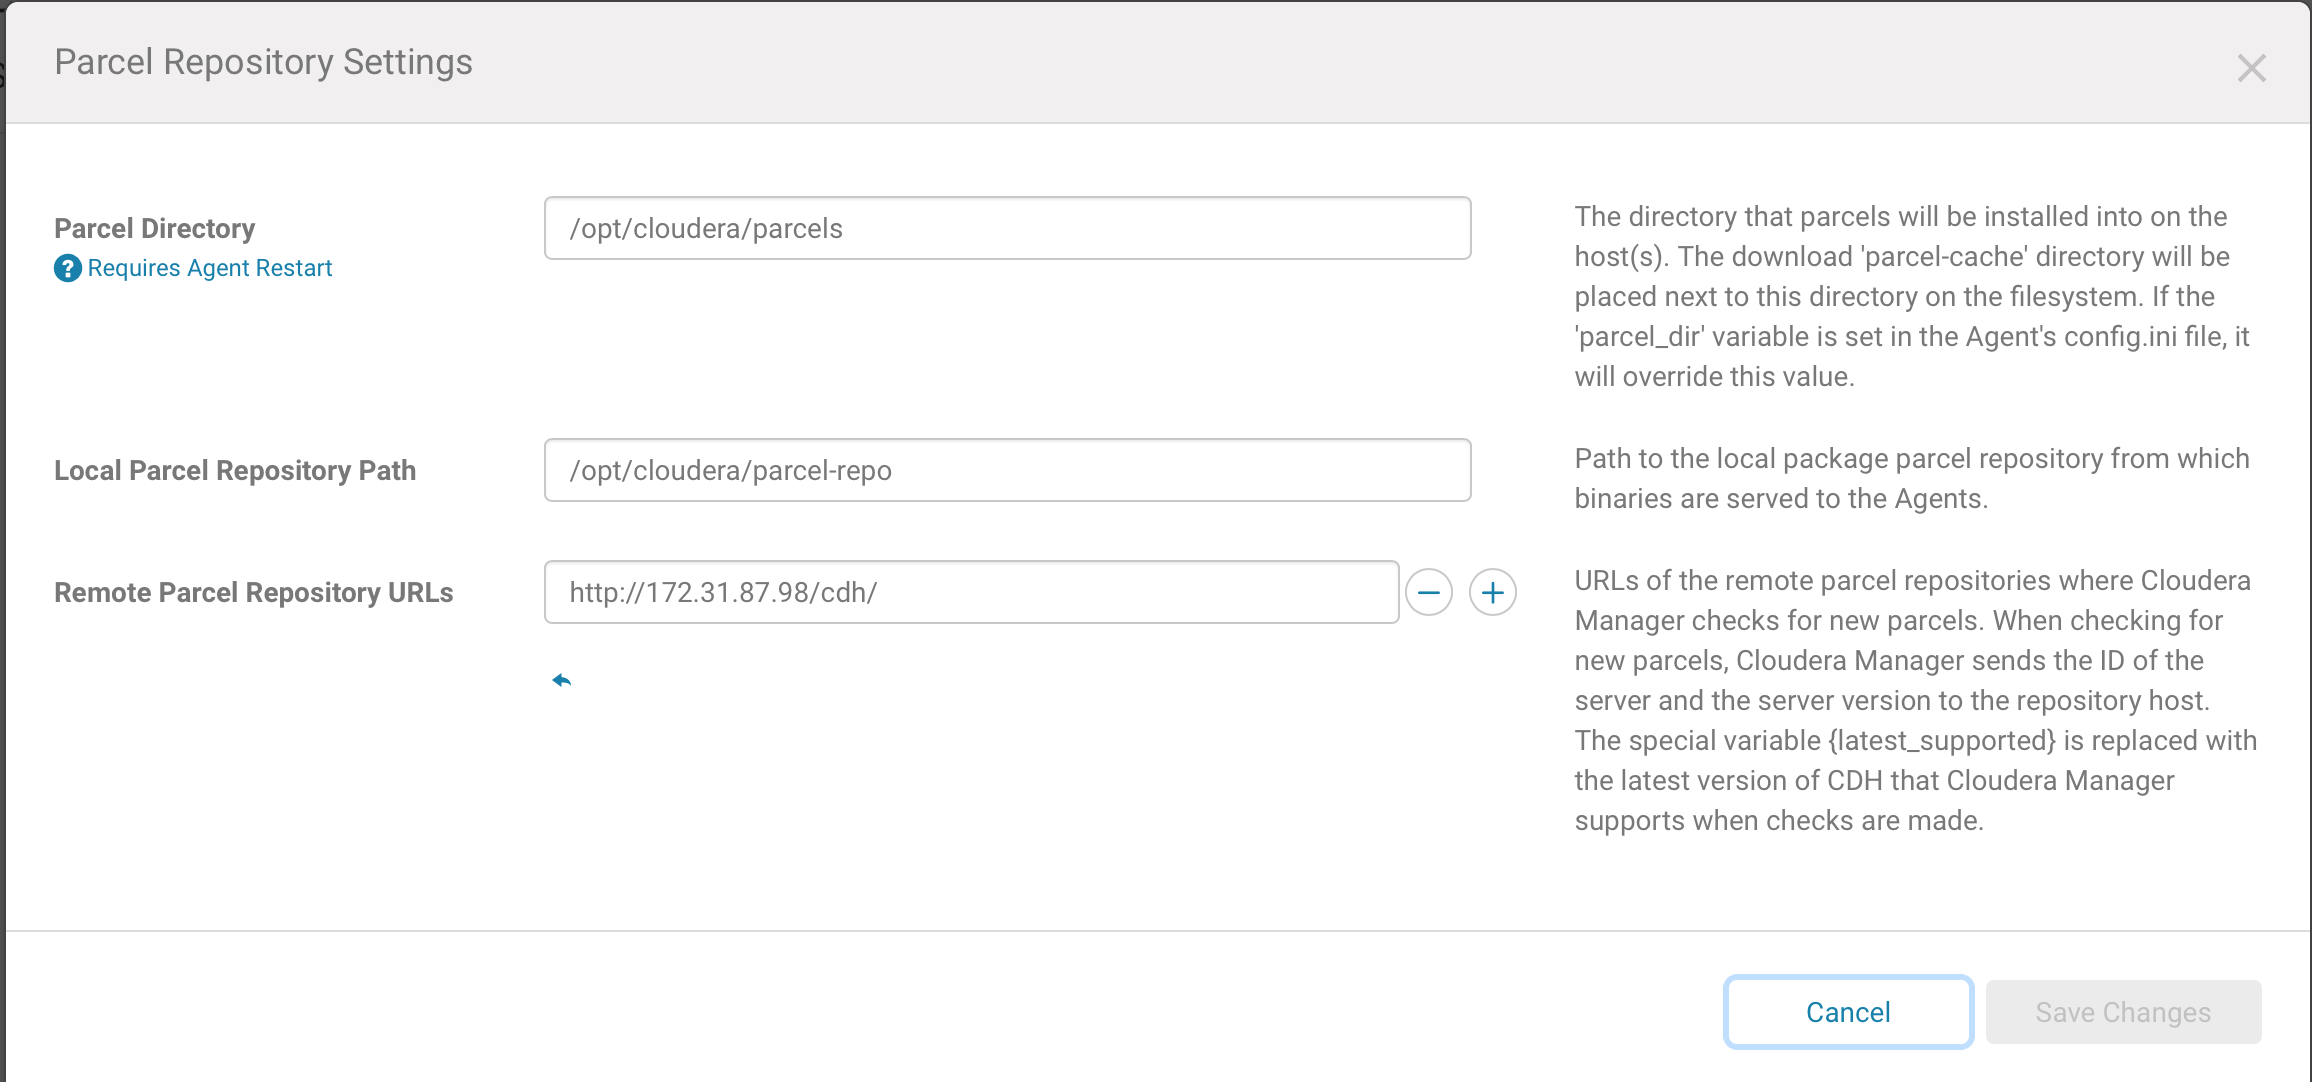 Parcel Repository Settings
Parcel Directory
Requires Agent Restart
/opt/cloudera/parcels
The directory that parcels will be installed into on the
host(s). The download 'parcel-cache' directory will be
placed next to this directory on the filesystem. If the
'parcel_dir' variable is set in the Agent's config.ini file, it
will override this value.
Local Parcel Repository Path
/opt/cloudera/parcel-repo
Path to the local package parcel repository from which
binaries are served to the Agents.
Remote Parcel Repository URLs
http://172.31.87.98/cdh/
URLs of the remote parcel repositories where Cloudera
Manager checks for new parcels. When checking for
new parcels, Cloudera Manager sends the ID of the
server and the server version to the repository host.
The special variable {latest_supported} is replaced with
the latest version of CDH that Cloudera Manager
supports when checks are made.
Cancel
Save Changes